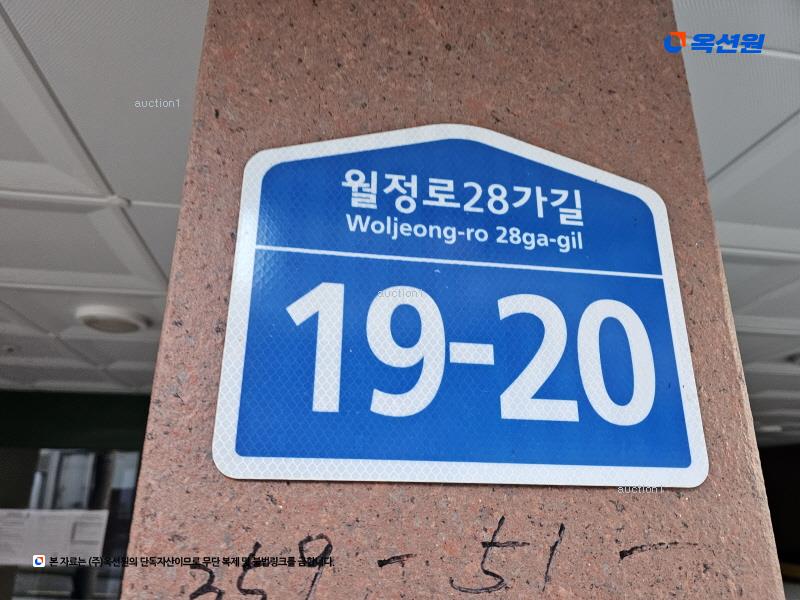 옥션원
auction1
월정로28가길
Woljeong-ro 28ga-gil
auction1
19-20
auction1
359-51-
본 자료는 (주)옥션원의 단독자산이므로 무단 복제 및 불법링크를 금합니다.